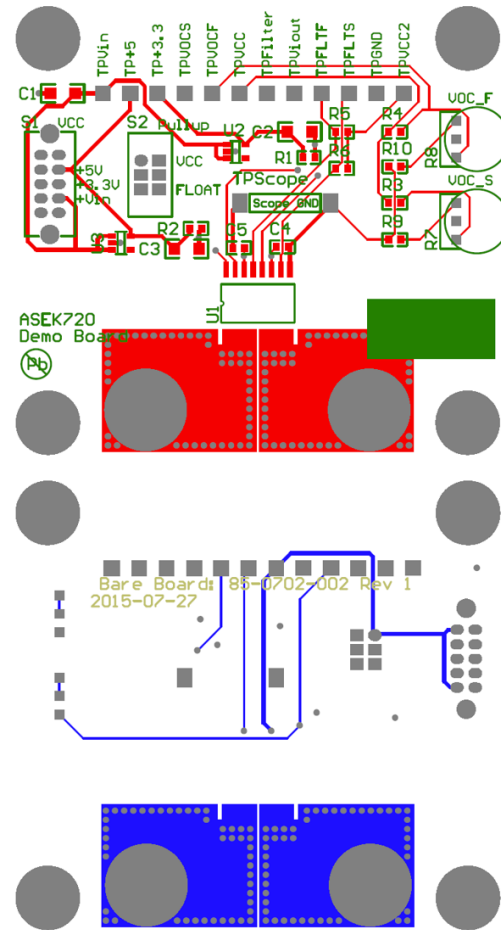 TPVin
TP+5
TP+3.3
TPVOCS
TPVOCF
TPVCC
TPFilter
TPViout
TPFLTF
TPFLTS
TPGND
TPVCC2
C1
S1
VCC
+5V
+3.3V
+Vin
S2
Pullup
VCC
FLOAT
U2
C2
R1
R5
R6
R4
R10
R3
R9
VOC_F
R8
VOC_S
R7
TPScope
Scope GND
R2
C3
C5
C4
U1
ASEK720
Demo Board
Pb
Bare Board: 85-0702-002 Rev 1
2015-07-27